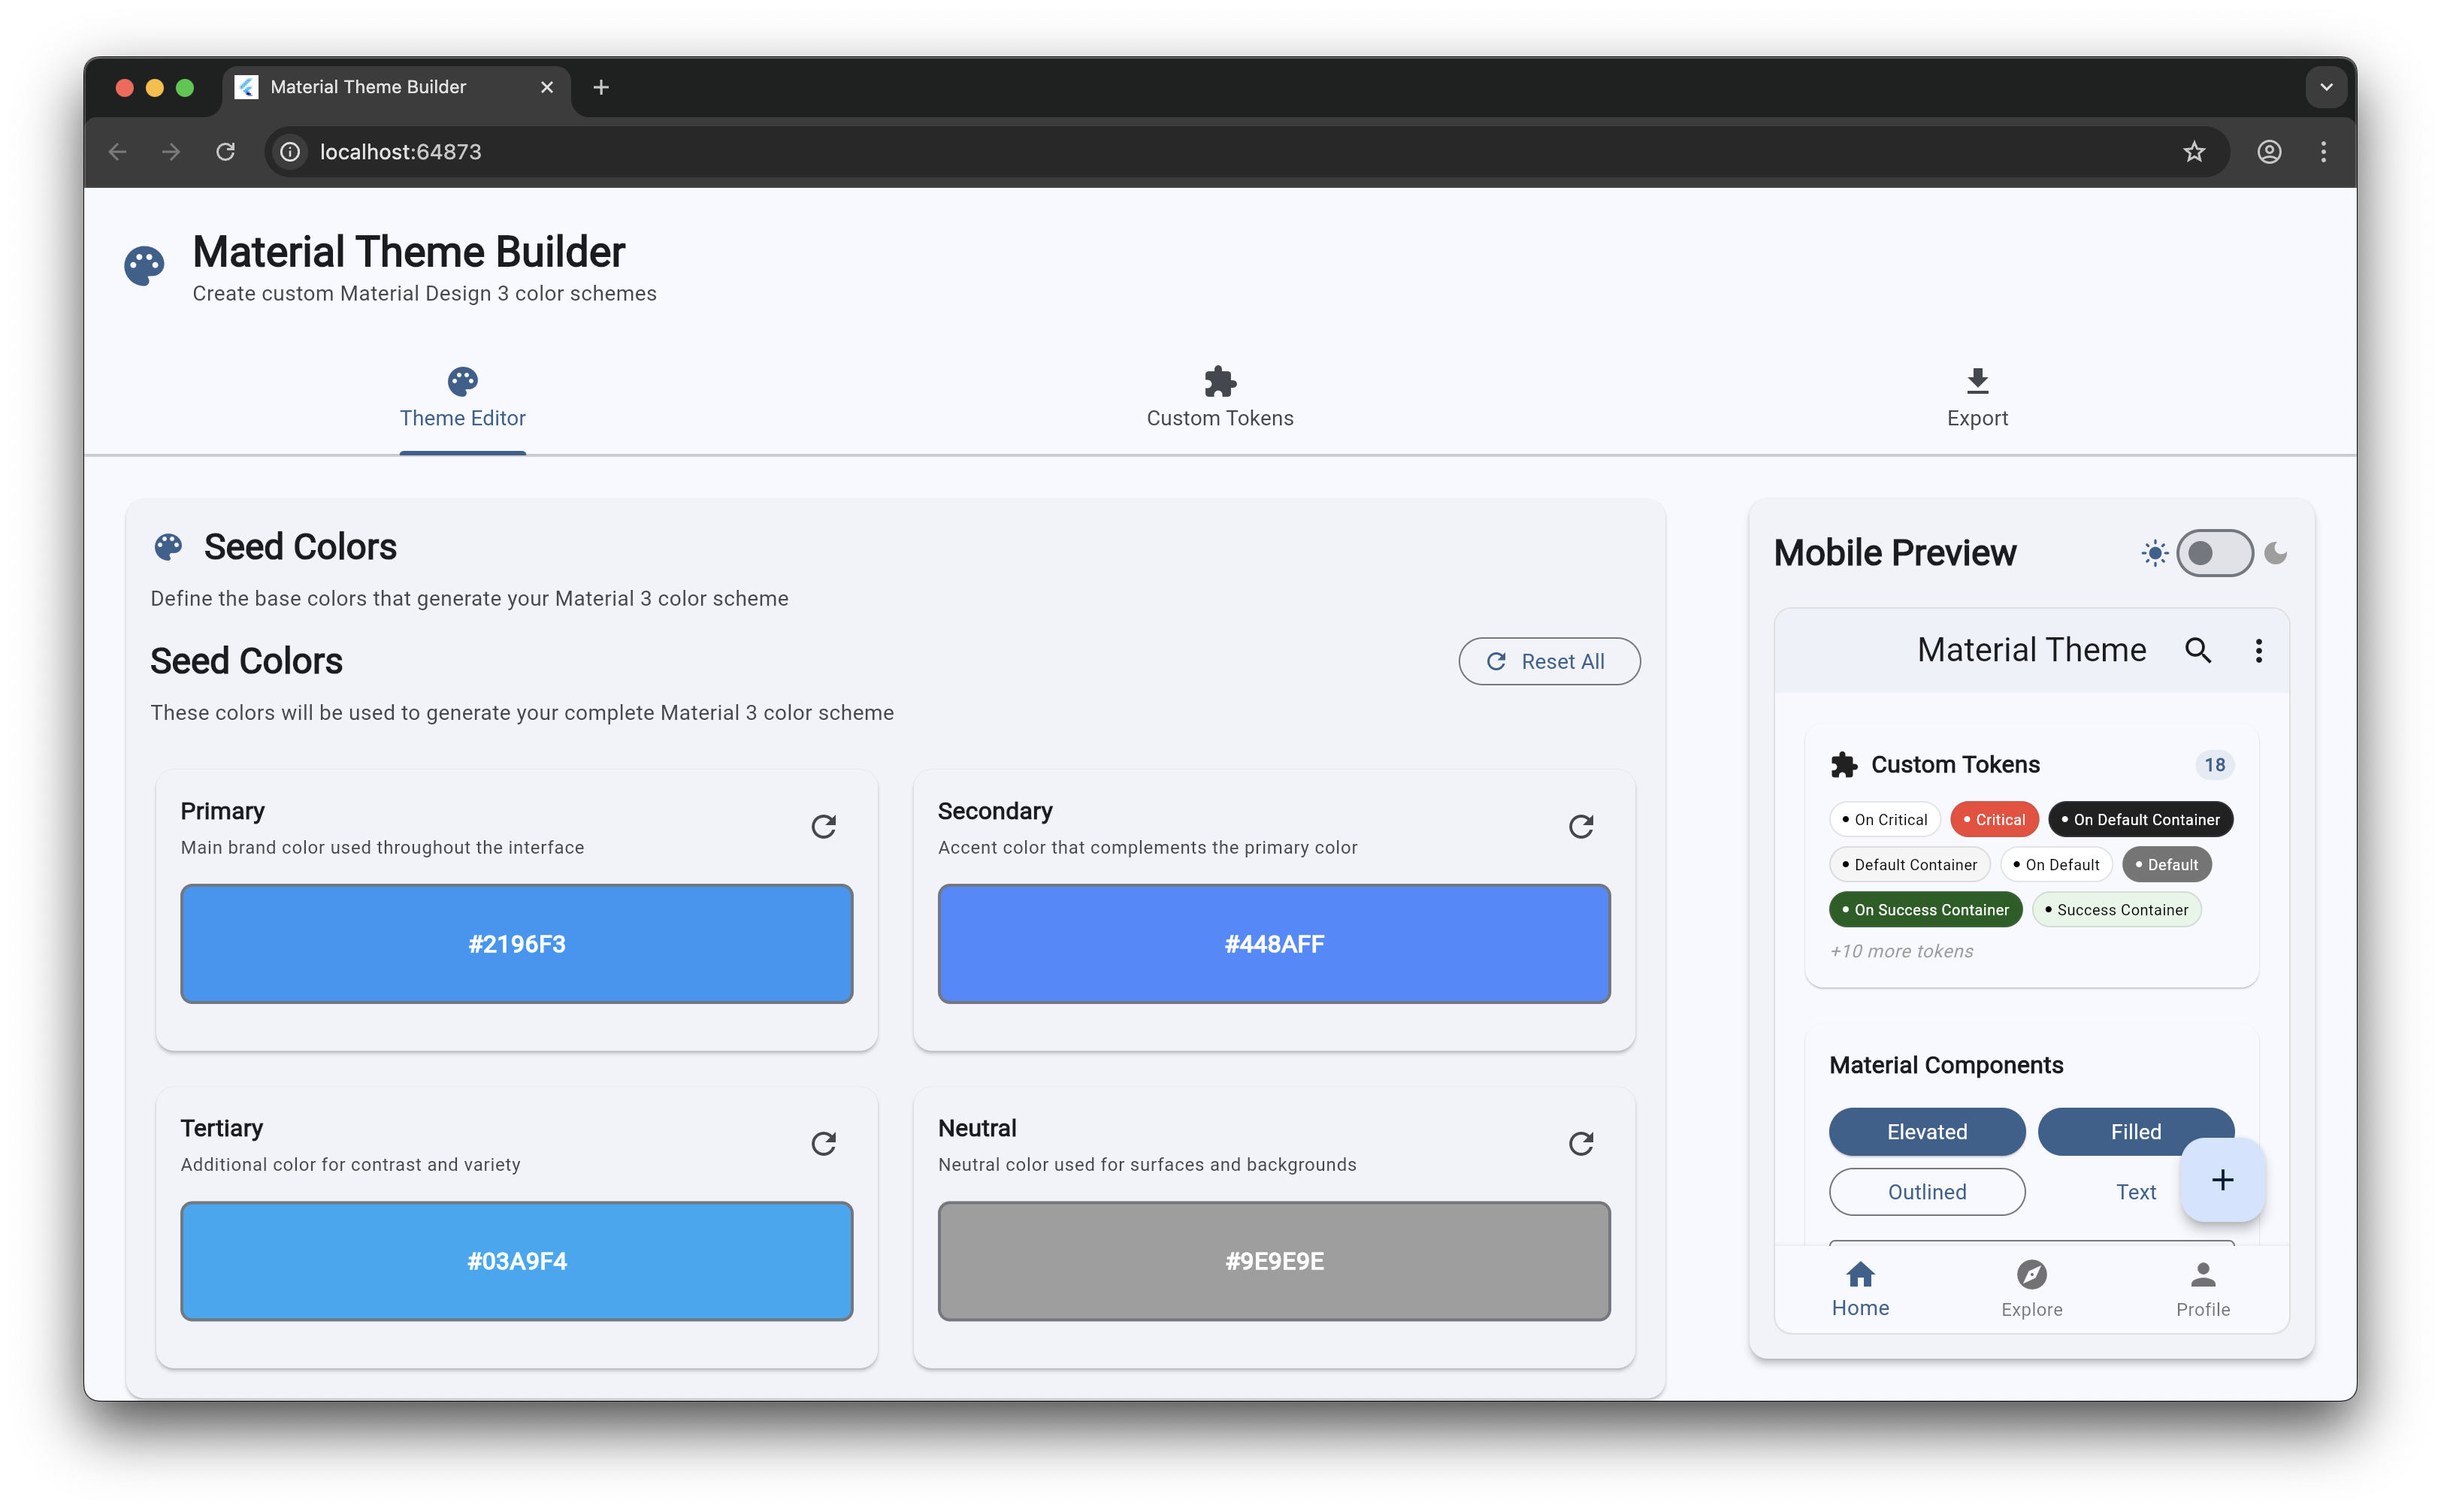 Material Theme Builder
localhost:64873
Material Theme Builder
Create custom Material Design 3 color schemes
Theme Editor
Custom Tokens
Export
Seed Colors
Define the base colors that generate your Material 3 color scheme
Seed Colors
Reset All
These colors will be used to generate your complete Material 3 color scheme
Primary
Main brand color used throughout the interface
#2196F3
Secondary
Accent color that complements the primary color
#448AFF
Tertiary
Additional color for contrast and variety
#03A9F4
Neutral
Neutral color used for surfaces and backgrounds
#9E9E9E
Mobile Preview
Material Theme
Custom Tokens 18
On Critical Critical On Default Container
Default Container On Default Default
On Success Container Success Container
+10 more tokens
Material Components
Elevated Filled
Outlined Text
Home Explore Profile